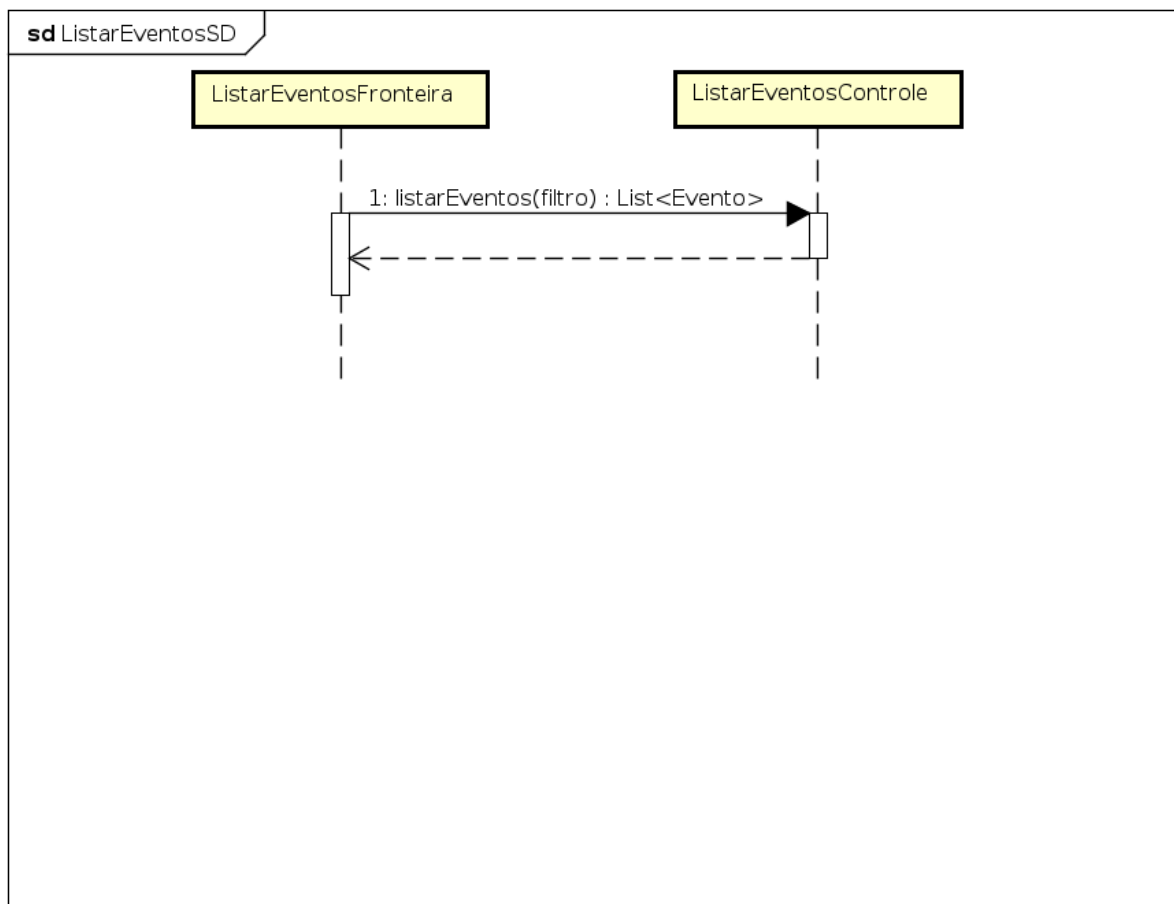 sd ListarEventosSD
ListarEventosFronteira
ListarEventosControle
1: listarEventos(filtro) : List<Evento>